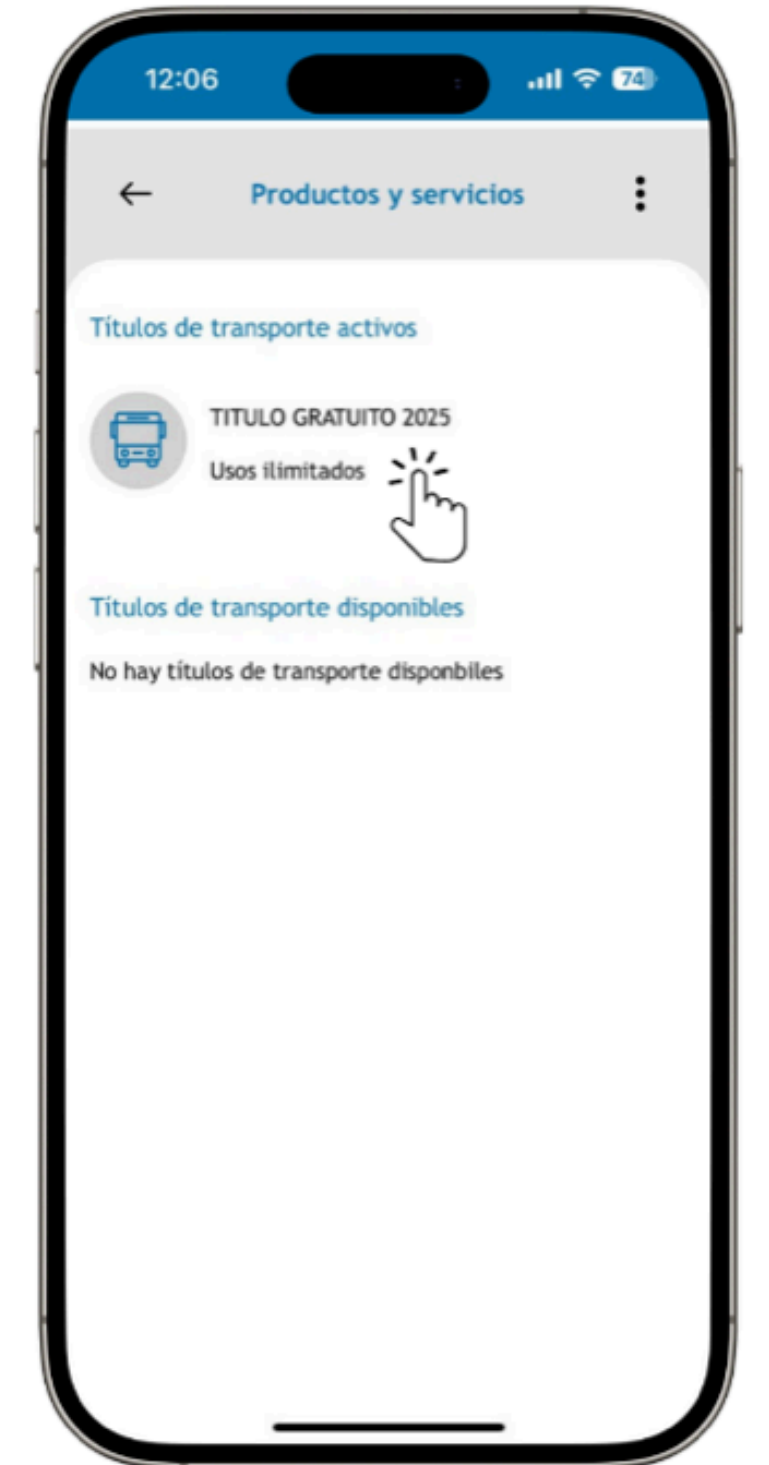 12:06
74
Productos y servicios
Títulos de transporte activos
TITULO GRATUITO 2025
Usos ilimitados
Títulos de transporte disponibles
No hay títulos de transporte disponbiles